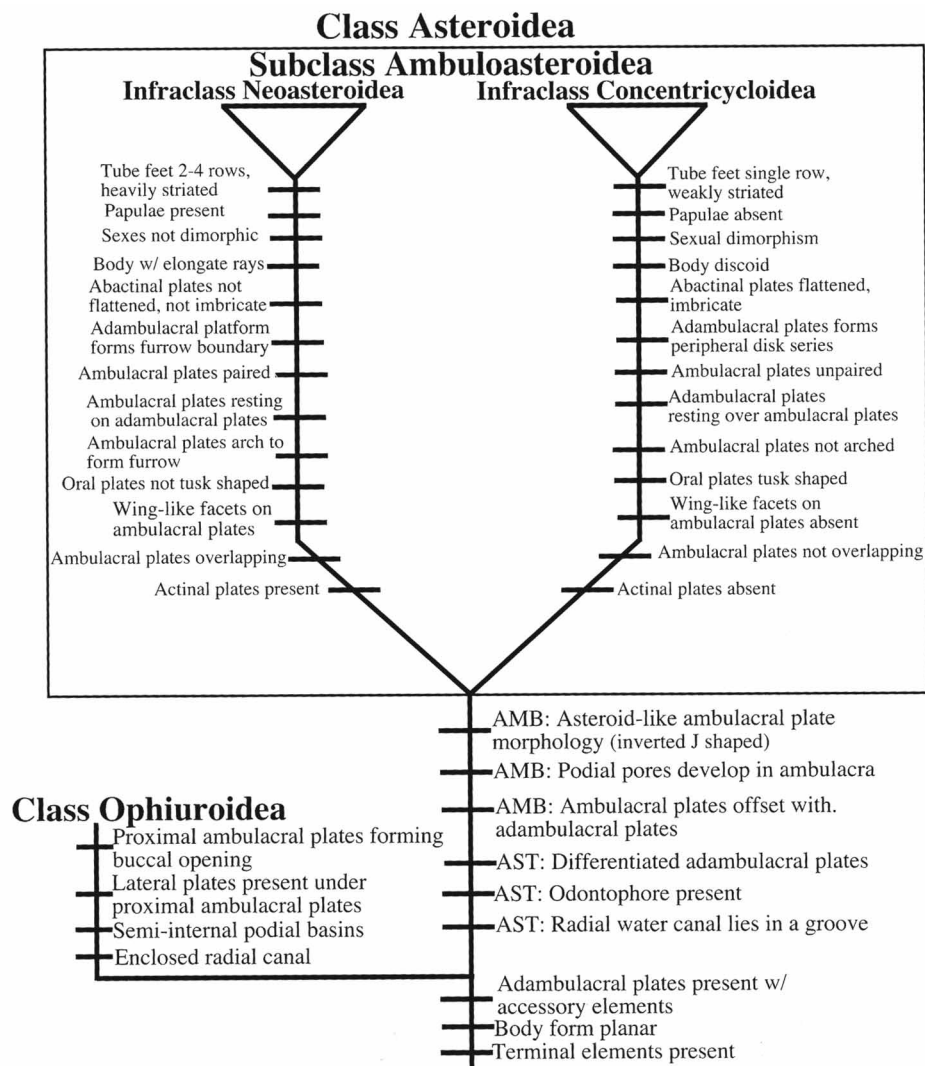 Class Asteroidea
Subclass Ambuloasteroidea
Infraclass Neoasteroidea
Infraclass Concentricycloidea
Tube feet 2-4 rows,
heavily striated
Papulae present
Sexes not dimorphic
Body w/ elongate rays
Abactinal plates not
flattened, not imbricate
Adambulacral platform
forms furrow boundary
Ambulacral plates paired
Ambulacral plates resting
on adambulacral plates
Ambulacral plates arch to
form furrow
Oral plates not tusk shaped
Wing-like facets on
ambulacral plates
Ambulacral plates overlapping
Actinal plates present
Tube feet single row,
weakly striated
Papulae absent
Sexual dimorphism
Body discoid
Abactinal plates flattened,
imbricate
Adambulacral plates forms
peripheral disk series
Ambulacral plates unpaired
Adambulacral plates
resting over ambulacral plates
Ambulacral plates not arched
Oral plates tusk shaped
Wing-like facets on
ambulacral plates absent
Ambulacral plates not overlapping
Actinal plates absent
AMB: Asteroid-like ambulacral plate
morphology (inverted J shaped)
AMB: Podial pores develop in ambulacra
AMB: Ambulacral plates offset with.
adambulacral plates
AST: Differentiated adambulacral plates
AST: Odontophore present
AST: Radial water canal lies in a groove
Class Ophiuroidea
Proximal ambulacral plates forming
buccal opening
Lateral plates present under
proximal ambulacral plates
Semi-internal podial basins
Enclosed radial canal
Adambulacral plates present w/
accessory elements
Body form planar
Terminal elements present